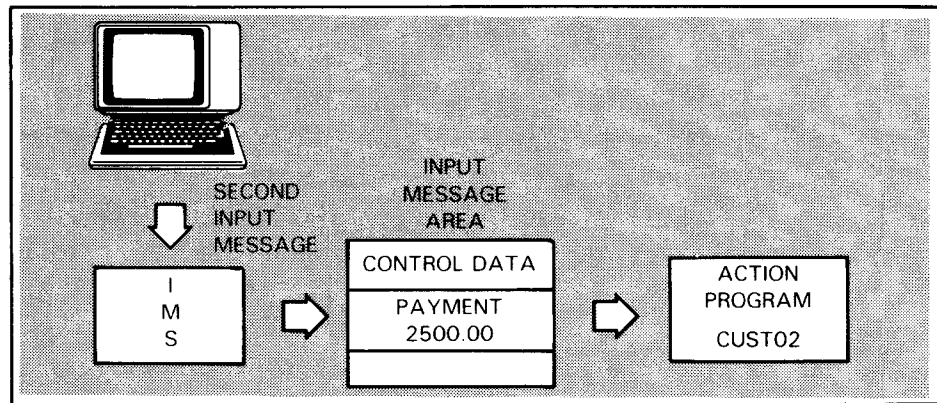 SECOND
INPUT
MESSAGE
I
M
S
INPUT
MESSAGE
AREA
CONTROL DATA
PAYMENT
2500.00
ACTION
PROGRAM
CUST02